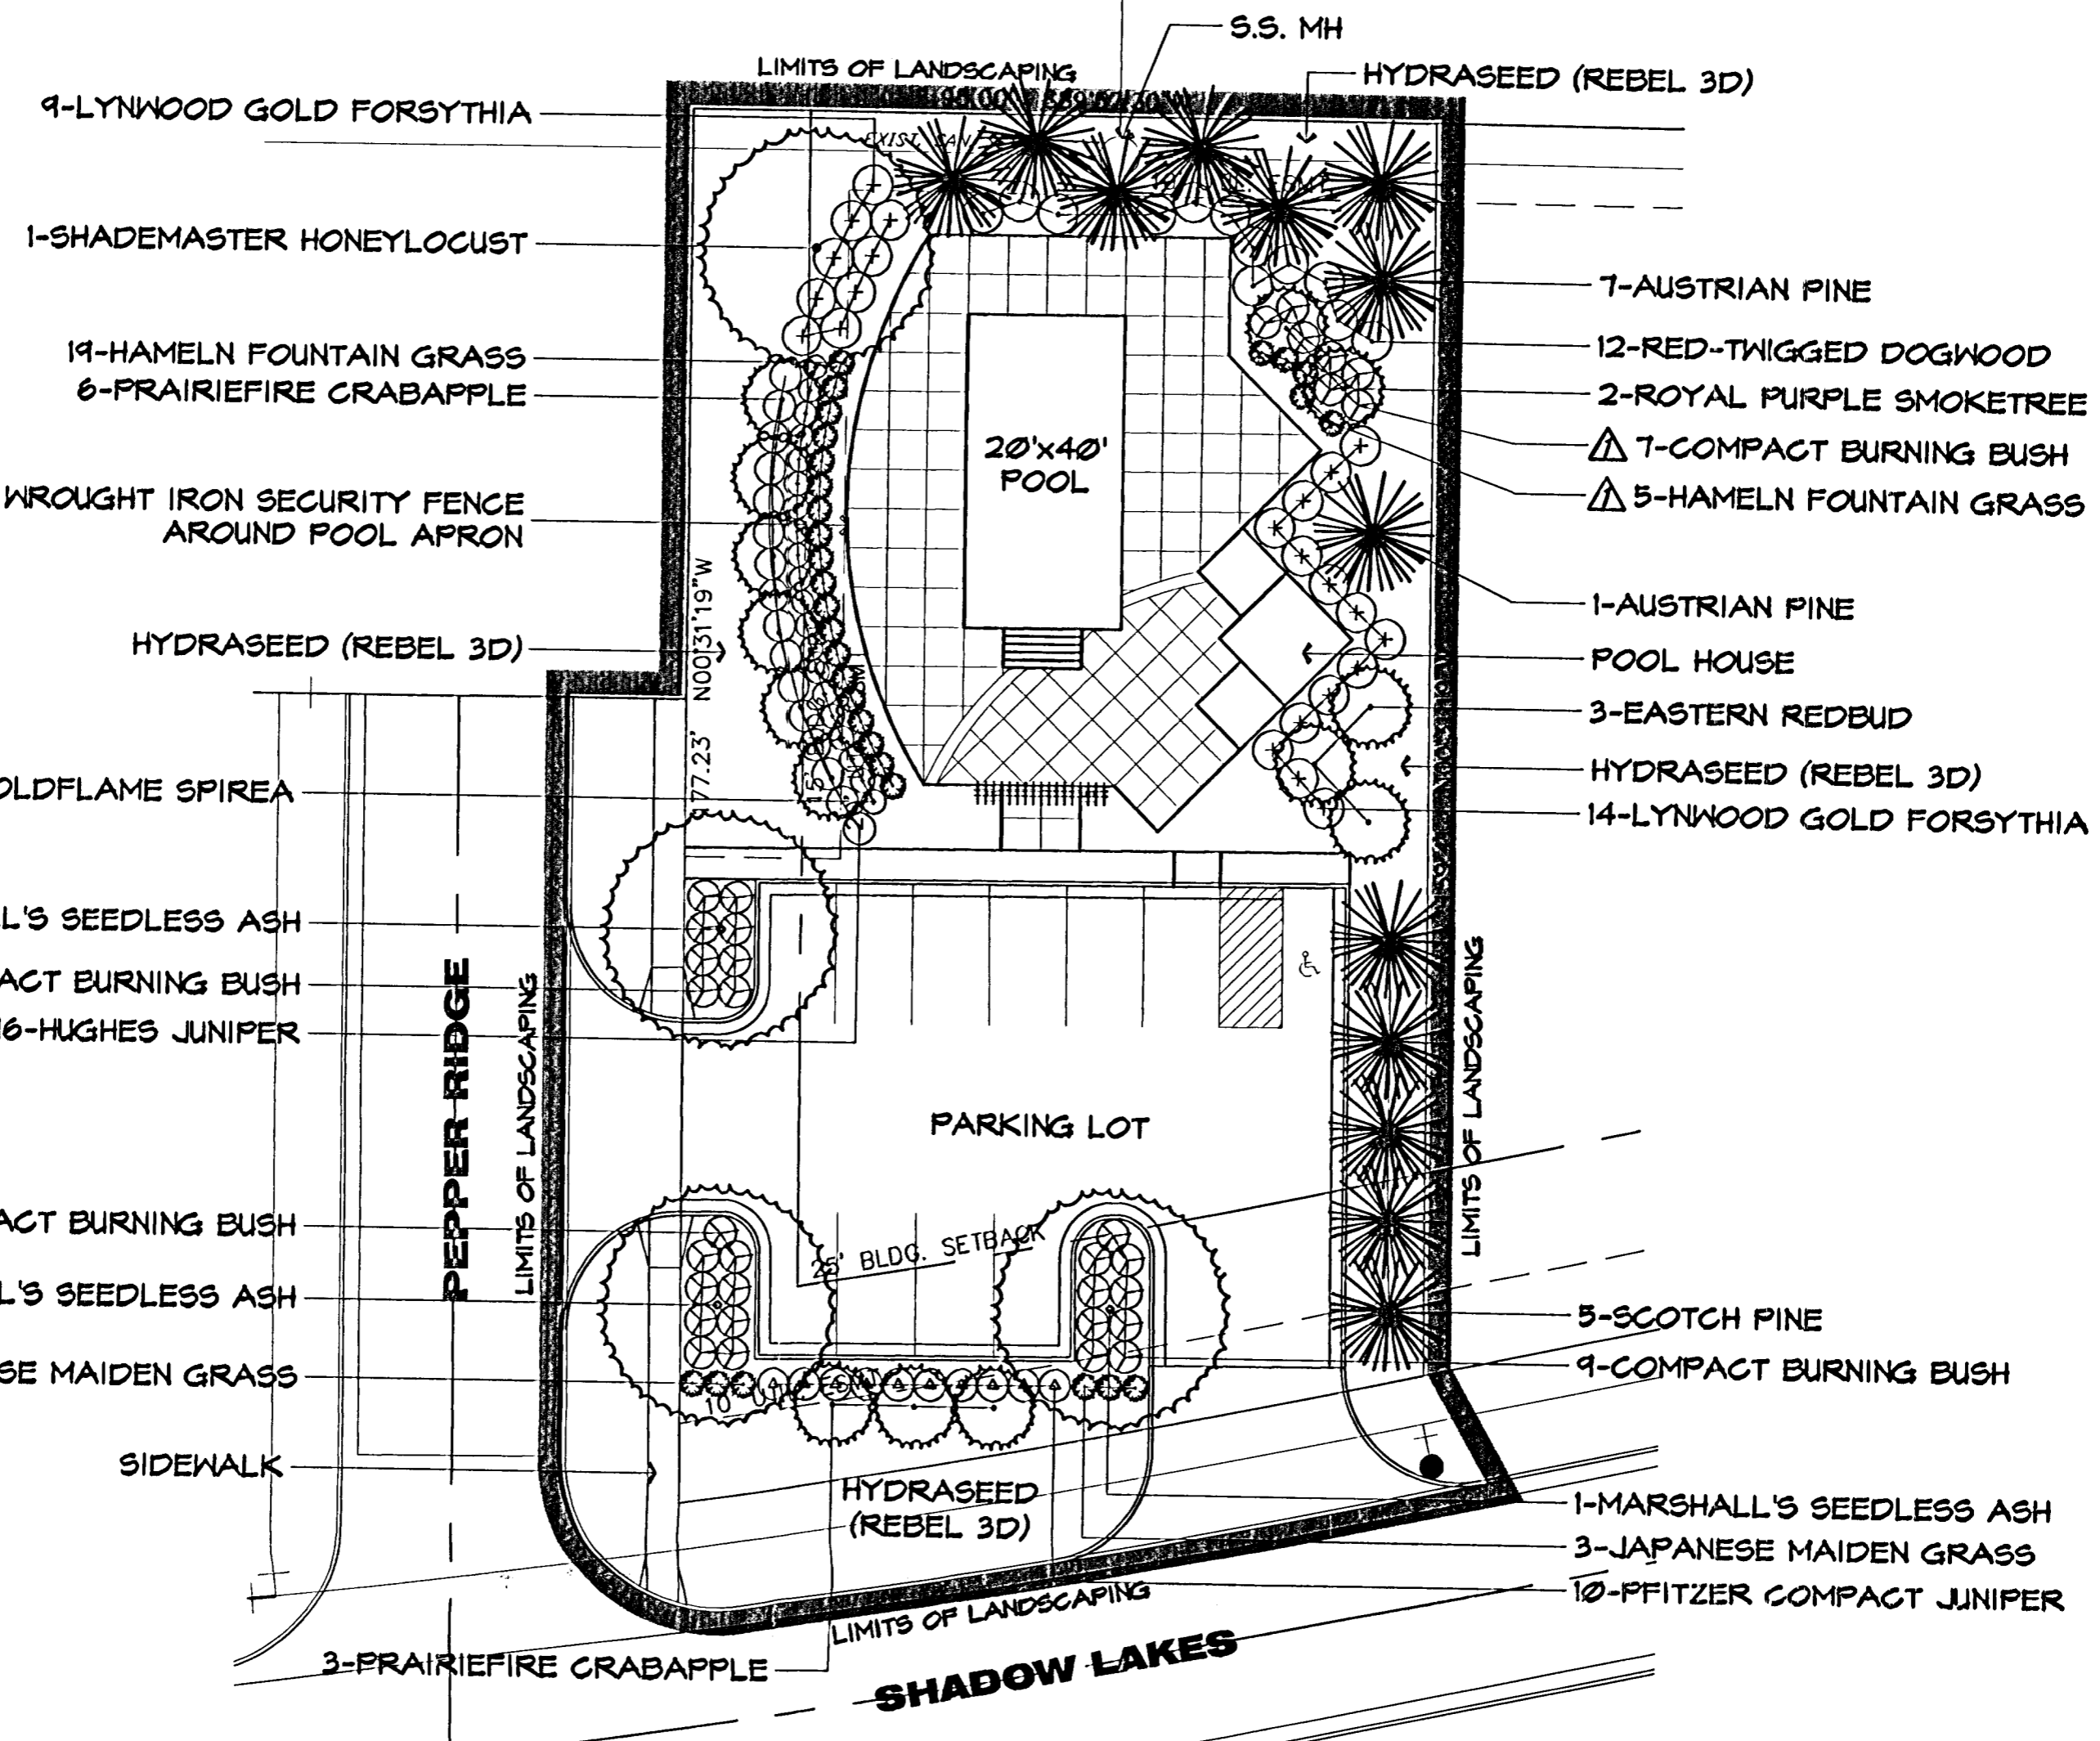 S.S. MH
LIMITS OF LANDSCAPING
HYDRASEED (REBEL 3D)
9-LYNWOOD GOLD FORSYTHIA
1-SHADEMASTER HONEYLOCUST
19-HAMELN FOUNTAIN GRASS
6-PRAIRIEFIRE CRABAPPLE
WROUGHT IRON SECURITY FENCE
AROUND POOL APRON
HYDRASEED (REBEL 3D)
OLDFLAME SPIREA
L'S SEEDLESS ASH
ACT BURNING BUSH
16-HUGHES JUNIPER
ACT BURNING BUSH
L'S SEEDLESS ASH
SE MAIDEN GRASS
SIDEWALK
3-PRAIRIEFIRE CRABAPPLE
PEPPER RIDGE
LIMITS OF LANDSCAPING
N00°31'19"W
177.23'
EXIST.
20'x40'
POOL
7-AUSTRIAN PINE
12-RED-TWIGGED DOGWOOD
2-ROYAL PURPLE SMOKETREE
1 7-COMPACT BURNING BUSH
1 5-HAMELN FOUNTAIN GRASS
1-AUSTRIAN PINE
POOL HOUSE
3-EASTERN REDBUD
HYDRASEED (REBEL 3D)
14-LYNWOOD GOLD FORSYTHIA
PARKING LOT
25' BLDG. SETBACK
10'
LIMITS OF LANDSCAPING
5-SCOTCH PINE
9-COMPACT BURNING BUSH
1-MARSHALL'S SEEDLESS ASH
3-JAPANESE MAIDEN GRASS
10-PFITZER COMPACT JUNIPER
HYDRASEED
(REBEL 3D)
LIMITS OF LANDSCAPING
SHADOW LAKES